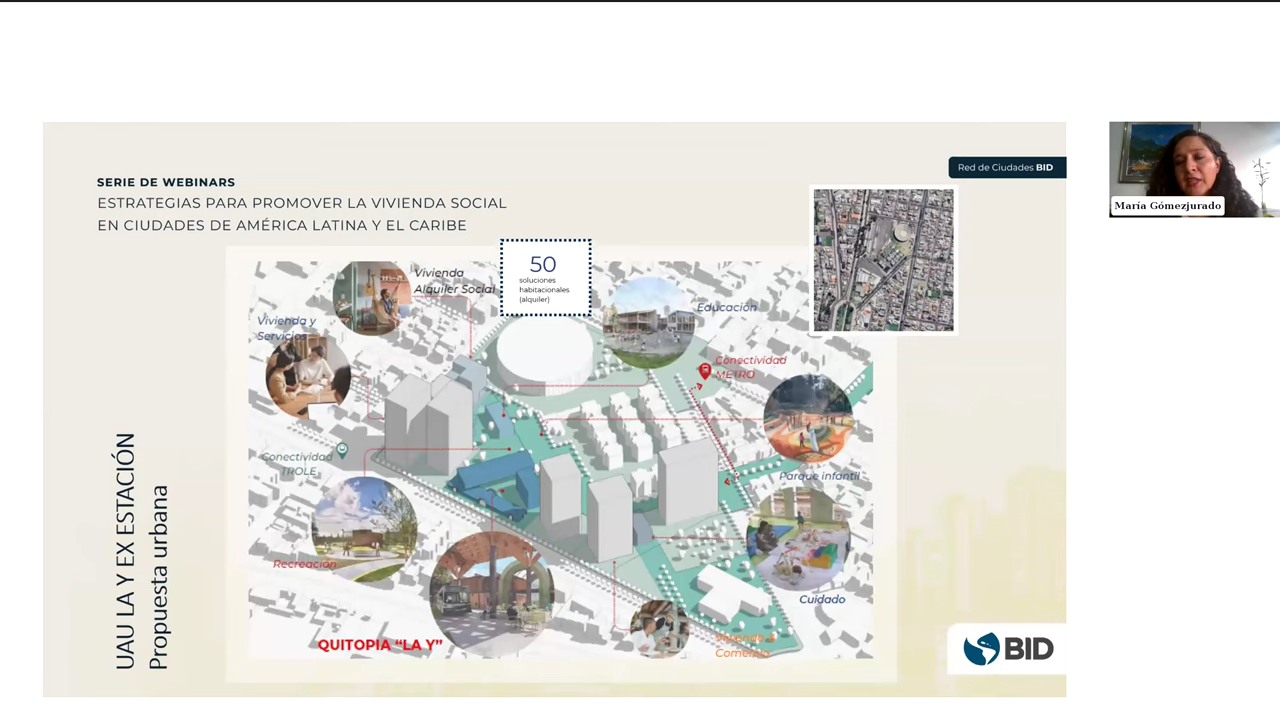 SERIE DE WEBINARS
ESTRATEGIAS PARA PROMOVER LA VIVIENDA SOCIAL
EN CIUDADES DE AMÉRICA LATINA Y EL CARIBE
Red de Ciudades BID
María Gómezjurado
50
soluciones
habitacionales
(alquiler)
Vivienda
Alquiler Social
Vivienda y
Servicios
Educación
Conectividad
METRO
Conectividad
TROLE
Parque infantil
Recreación
Cuidado
Vivienda &
Comercio
QUITOPIA “LA Y”
UAU LA Y EX ESTACIÓN
Propuesta urbana
BID